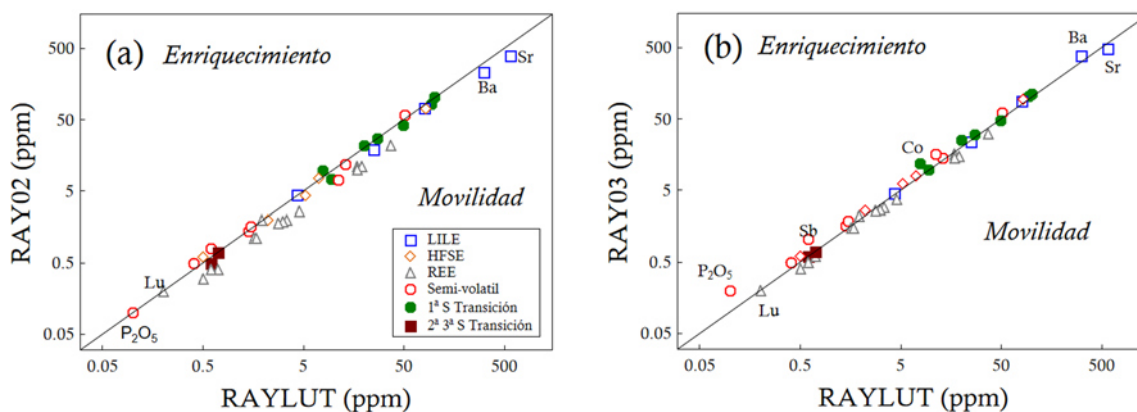 (a) Enriquecimiento
500
50
5
0.5
0.05
RAY02 (ppm)
Sr
Ba
Movilidad
Lu
P₂O₅
LILE
HFSE
REE
Semi-volatil
1ª S Transición
2ª 3ª S Transición
0.05 0.5 5 50 500
RAYLUT (ppm)
(b) Enriquecimiento
500
50
5
0.5
0.05
RAY03 (ppm)
Ba
Sr
Co
Movilidad
Sb
P₂O₅
Lu
0.05 0.5 5 50 500
RAYLUT (ppm)